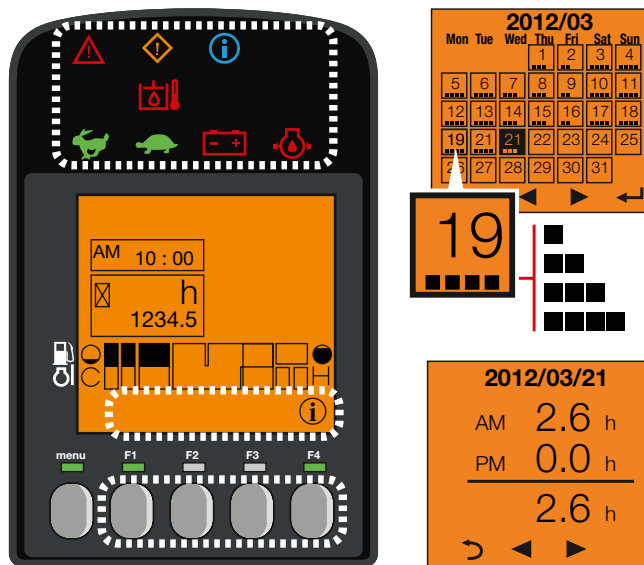 AM 10 : 00
h
1234.5
C H
i
menu F1 F2 F3 F4
2012/03
Mon Tue Wed Thu Fri Sat Sun
1 2 3 4
5 6 7 8 9 10 11
12 13 14 15 16 17 18
19 21 21 22 23 24 25
26 27 28 29 30 31
19
2012/03/21
AM 2.6 h
PM 0.0 h
2.6 h